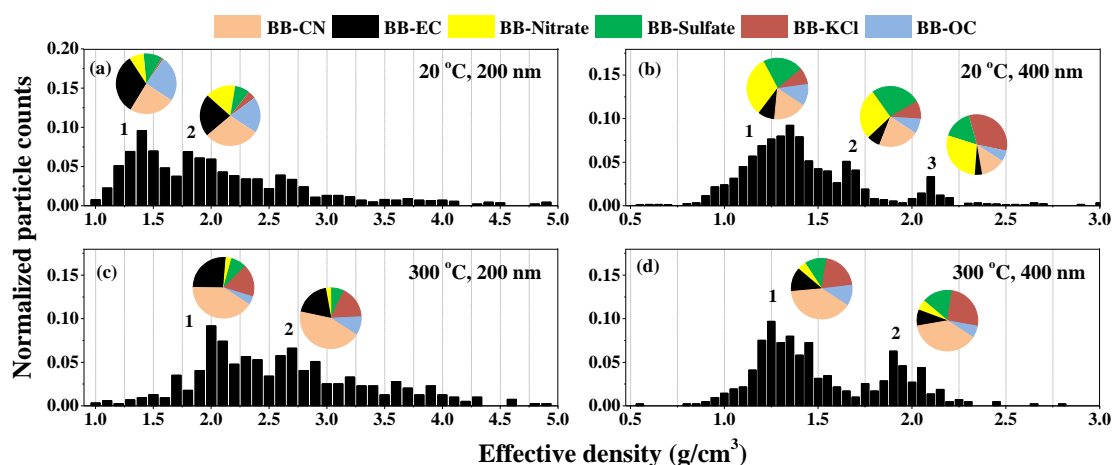 BB-CN BB-EC BB-Nitrate BB-Sulfate BB-KCl BB-OC
Normalized particle counts
0.20
0.15
0.10
0.05
0.00
(a)
20 °C, 200 nm
1
2
1.0 1.5 2.0 2.5 3.0 3.5 4.0 4.5 5.0
0.15
0.10
0.05
0.00
(b)
20 °C, 400 nm
1
2
3
0.5 1.0 1.5 2.0 2.5 3.0
0.15
0.10
0.05
0.00
(c)
300 °C, 200 nm
1
2
1.0 1.5 2.0 2.5 3.0 3.5 4.0 4.5 5.0
0.15
0.10
0.05
0.00
(d)
300 °C, 400 nm
1
2
0.5 1.0 1.5 2.0 2.5 3.0
Effective density (g/cm³)